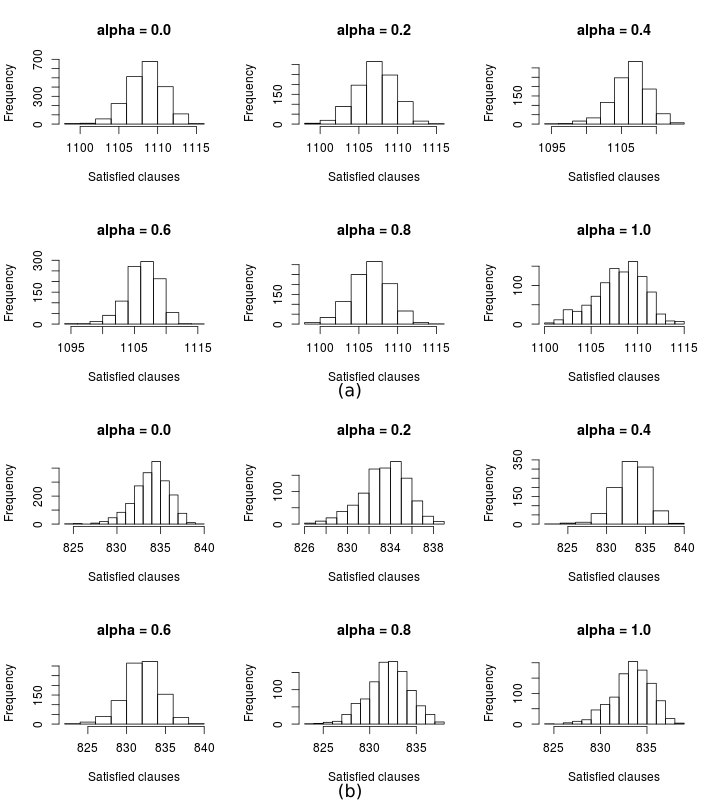 alpha = 0.0 alpha = 0.2 alpha = 0.4
Frequency 0 300 700 Frequency 0 150 Frequency 0 150
1100 1105 1110 1115 1100 1105 1110 1115 1095 1105
Satisfied clauses Satisfied clauses Satisfied clauses
alpha = 0.6 alpha = 0.8 alpha = 1.0
Frequency 0 150 300 Frequency 0 150 Frequency 0 100
1095 1105 1115 1100 1105 1110 1115 1100 1105 1110 1115
Satisfied clauses Satisfied clauses Satisfied clauses
(a)
alpha = 0.0 alpha = 0.2 alpha = 0.4
Frequency 0 200 Frequency 0 100 Frequency 0 150 350
825 830 835 840 826 830 834 838 825 830 835 840
Satisfied clauses Satisfied clauses Satisfied clauses
alpha = 0.6 alpha = 0.8 alpha = 1.0
Frequency 0 150 Frequency 0 100 Frequency 0 100
825 830 835 840 825 830 835 825 830 835
Satisfied clauses Satisfied clauses Satisfied clauses
(b)